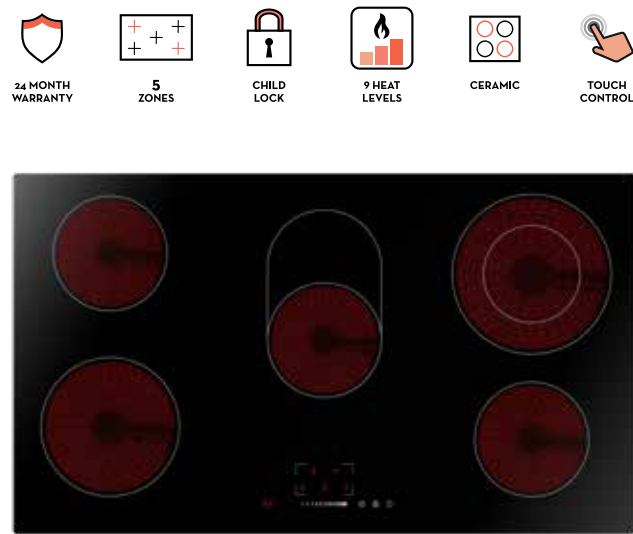 24 MONTH
WARRANTY
5
ZONES
CHILD
LOCK
9 HEAT
LEVELS
CERAMIC
TOUCH
CONTROL